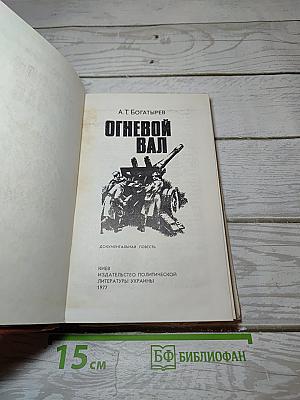 А. Т. БОГАТЫРЕВ
ОГНЕВОЙ
ВАЛ
ДОКУМЕНТАЛЬНАЯ ПОВЕСТЬ
КИЕВ
ИЗДАТЕЛЬСТВО ПОЛИТИЧЕСКОЙ
ЛИТЕРАТУРЫ УКРАИНЫ
1977
15 см
БФ БИБЛИОФАН